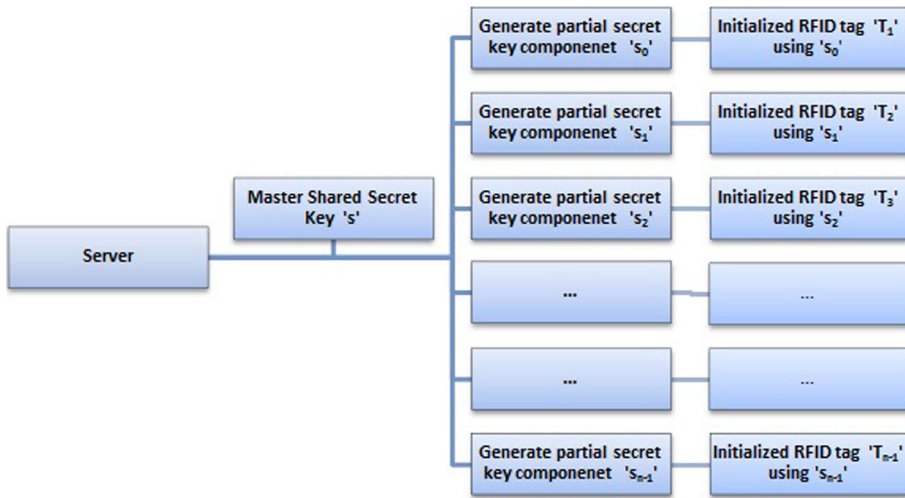 Generate partial secret
key componenet 's₀'
Initialized RFID tag 'T₁'
using 's₀'
Generate partial secret
key componenet 's₁'
Initialized RFID tag 'T₂'
using 's₁'
Master Shared Secret
Key 's'
Generate partial secret
key componenet 's₂'
Initialized RFID tag 'T₃'
using 's₂'
Server
...
...
...
...
Generate partial secret
key componenet 'sₙ₋₁'
Initialized RFID tag 'Tₙ₋₁'
using 'sₙ₋₁'